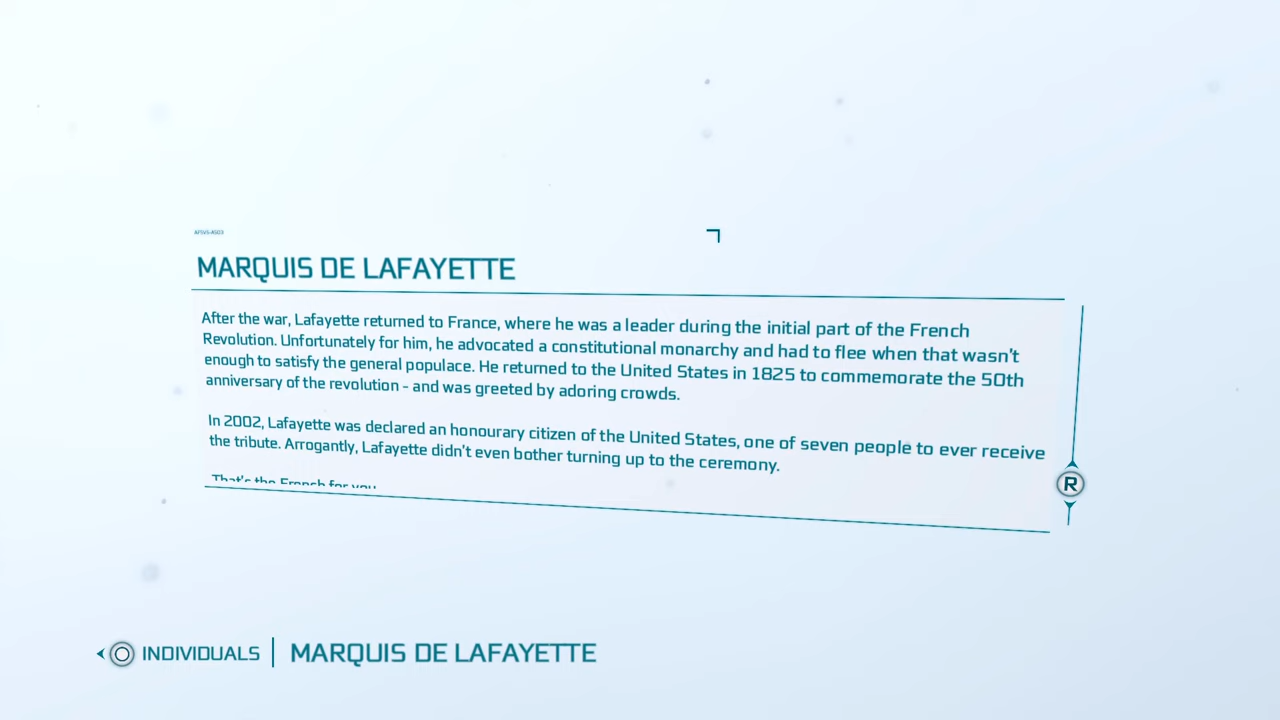 MARQUIS DE LAFAYETTE
After the war, Lafayette returned to France, where he was a leader during the initial part of the French
Revolution. Unfortunately for him, he advocated a constitutional monarchy and had to flee when that wasn't
enough to satisfy the general populace. He returned to the United States in 1825 to commemorate the 50th
anniversary of the revolution - and was greeted by adoring crowds.
In 2002, Lafayette was declared an honourary citizen of the United States, one of seven people to ever receive
the tribute. Arrogantly, Lafayette didn't even bother turning up to the ceremony.
That's the French for you
R
INDIVIDUALS MARQUIS DE LAFAYETTE